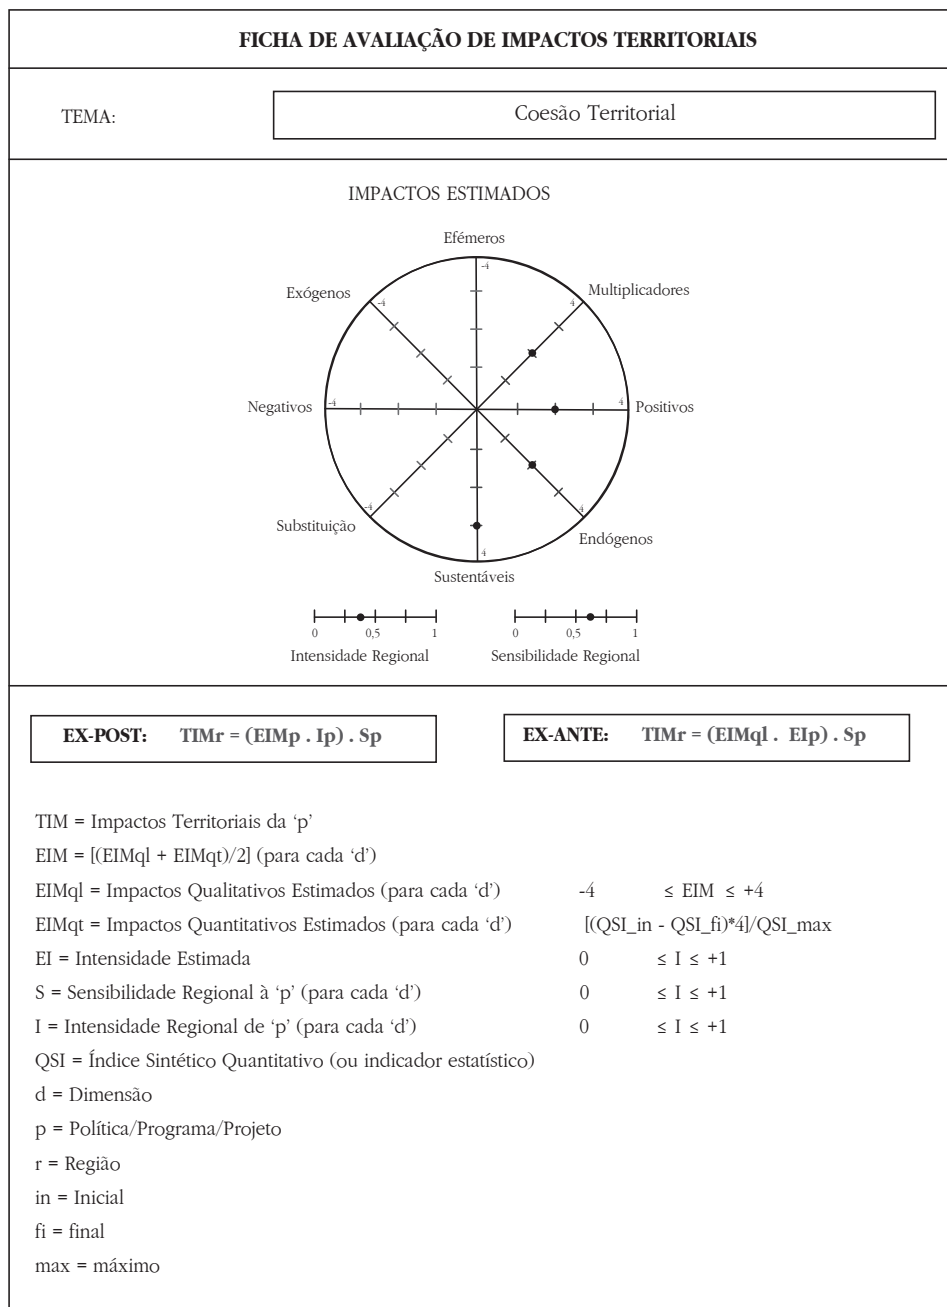 FICHA DE AVALIAÇÃO DE IMPACTOS TERRITORIAIS
TEMA:
Coesão Territorial
IMPACTOS ESTIMADOS
Efémeros
-4
Exógenos
-4
4
Multiplicadores
Negativos
-4
4
Positivos
Substituição
-4
4
Endógenos
4
Sustentáveis
0 0,5 1
Intensidade Regional
0 0,5 1
Sensibilidade Regional
EX-POST: TIMr = (EIMp . Ip) . Sp
EX-ANTE: TIMr = (EIMql . EIp) . Sp
TIM = Impactos Territoriais da ‘p’
EIM = [(EIMql + EIMqt)/2] (para cada ‘d’)
EIMql = Impactos Qualitativos Estimados (para cada ‘d’) -4 ≤ EIM ≤ +4
EIMqt = Impactos Quantitativos Estimados (para cada ‘d’) [(QSI_in - QSI_fi)*4]/QSI_max
EI = Intensidade Estimada 0 ≤ I ≤ +1
S = Sensibilidade Regional à ‘p’ (para cada ‘d’) 0 ≤ I ≤ +1
I = Intensidade Regional de ‘p’ (para cada ‘d’) 0 ≤ I ≤ +1
QSI = Índice Sintético Quantitativo (ou indicador estatístico)
d = Dimensão
p = Política/Programa/Projeto
r = Região
in = Inicial
fi = final
max = máximo